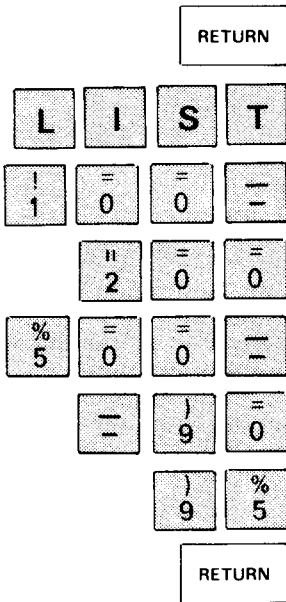 RETURN
L I S T
! = = —
1 0 0 –
" = =
2 0 0
% = = —
5 0 0 –
— ) =
– 9 0
) %
9 5
RETURN